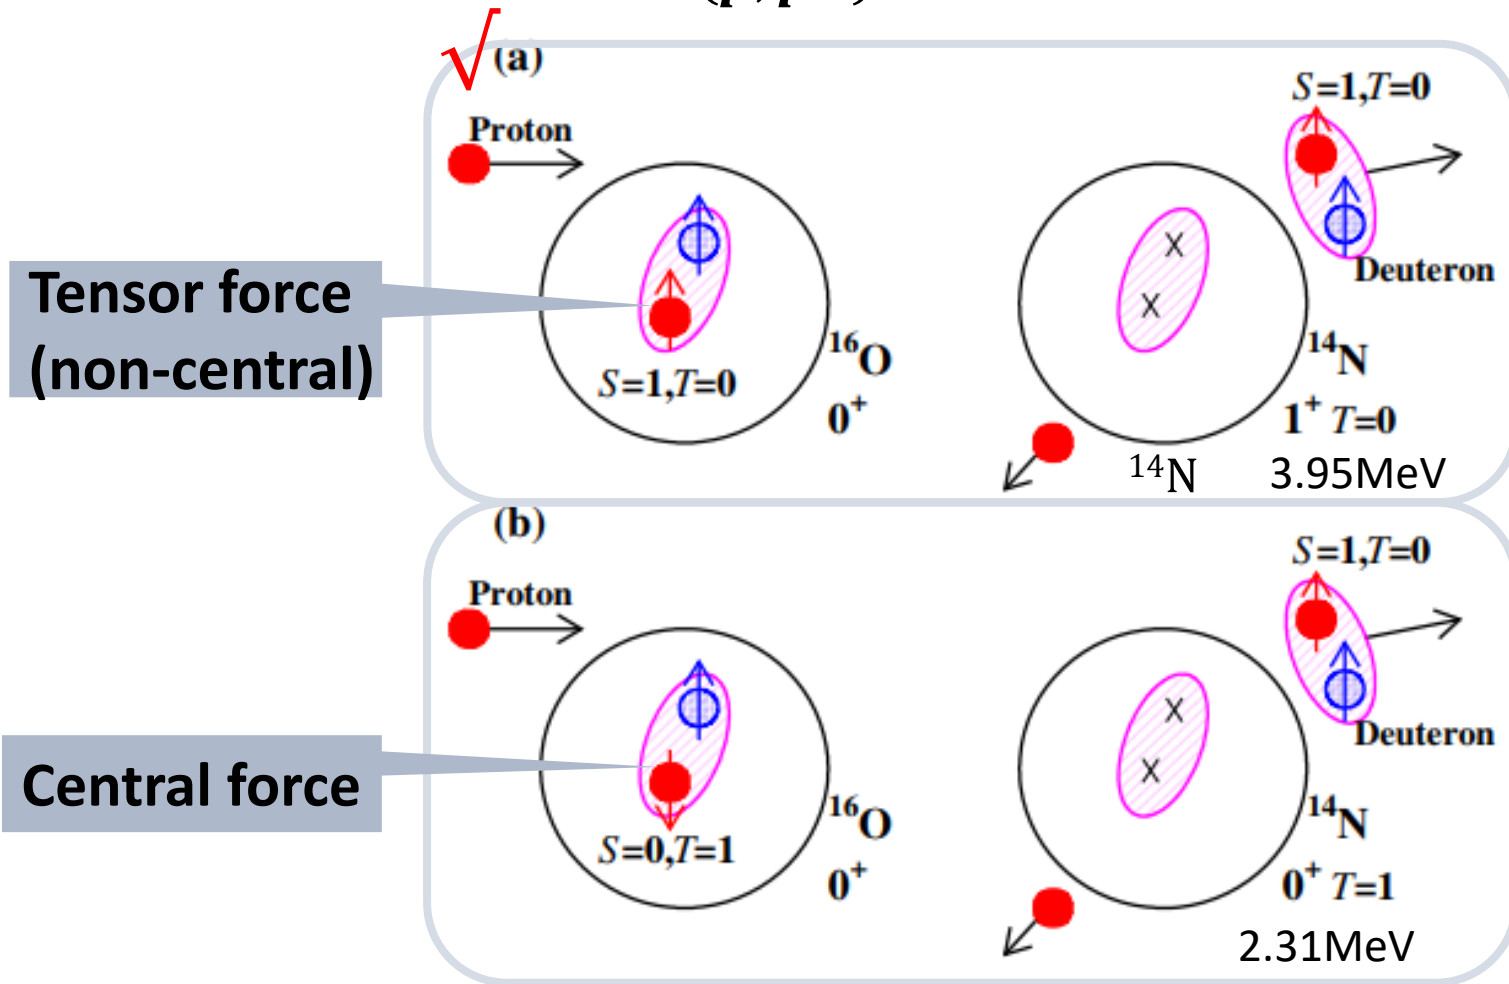 √ (a)
Proton
S=1,T=0
Deuteron
Tensor force
(non-central)
S=1,T=0
¹⁶O
0⁺
X
X
¹⁴N
1⁺ T=0
¹⁴N 3.95MeV
(b)
Proton
S=1,T=0
Deuteron
Central force
S=0,T=1
¹⁶O
0⁺
X
X
¹⁴N
0⁺ T=1
2.31MeV